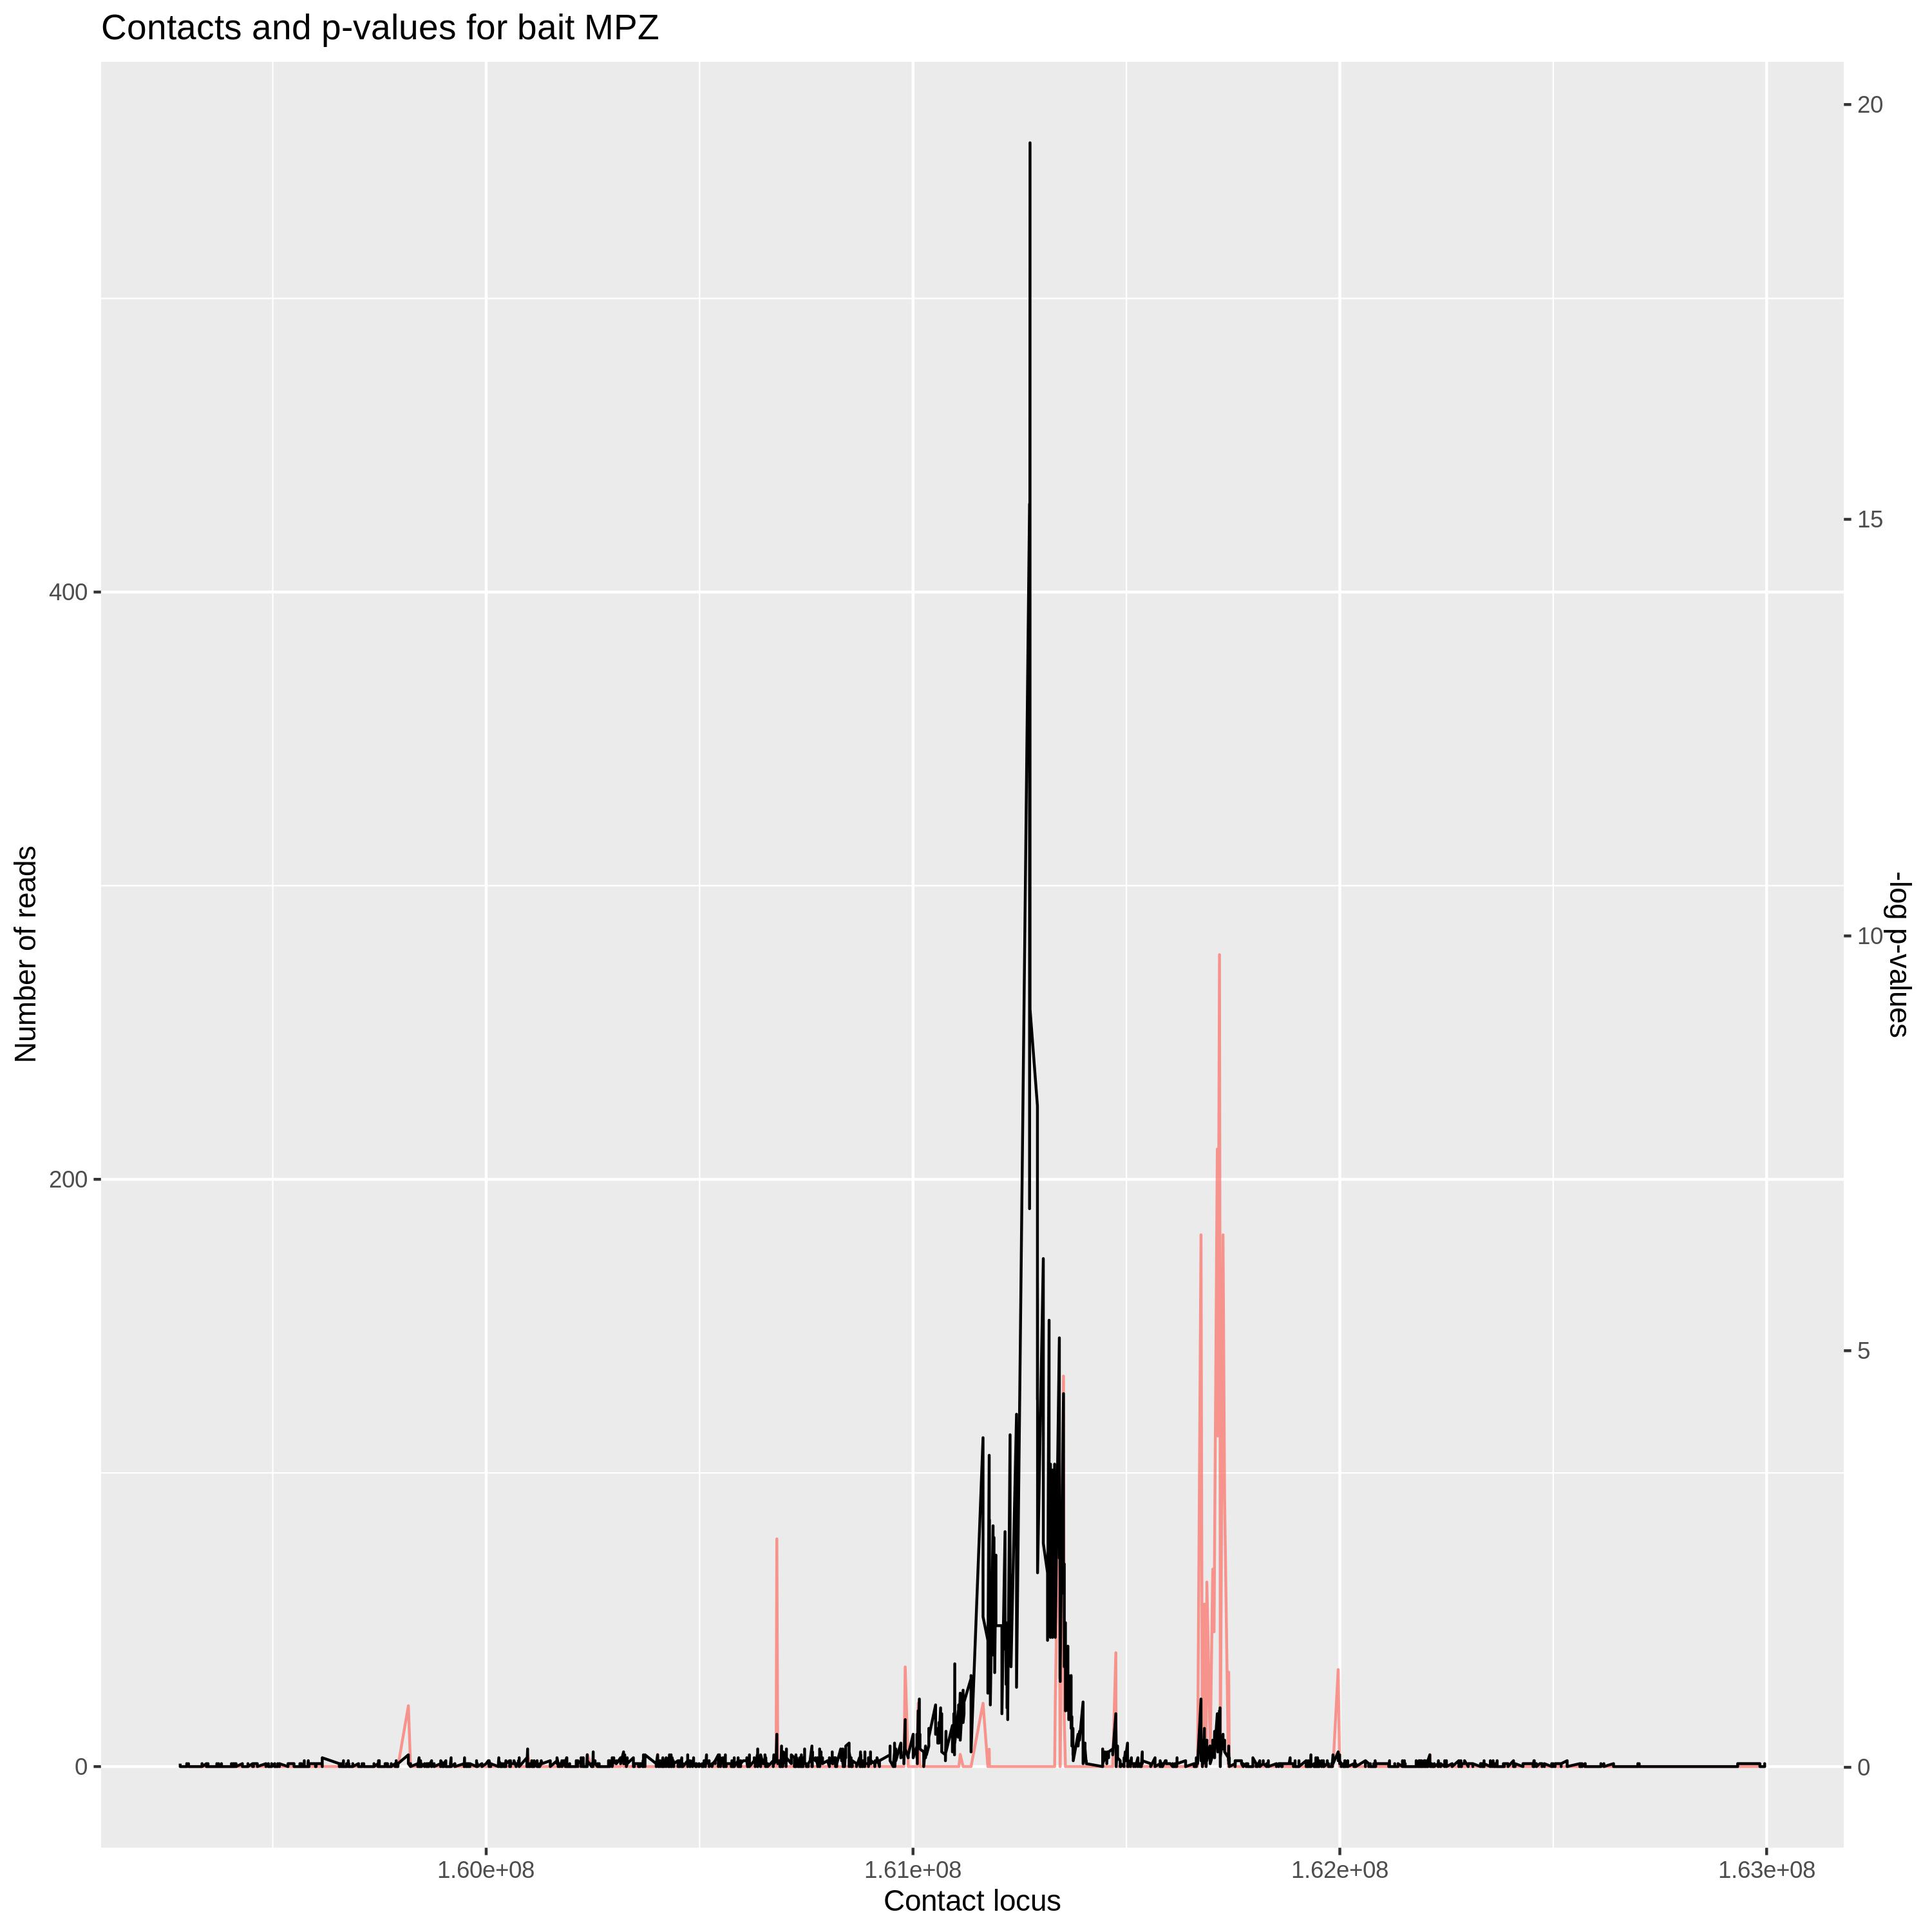 Contacts and p-values for bait MPZ
20
15
400
10
Number of reads
-log p-values
200
5
0
0
1.60e+08 1.61e+08 1.62e+08 1.63e+08
Contact locus